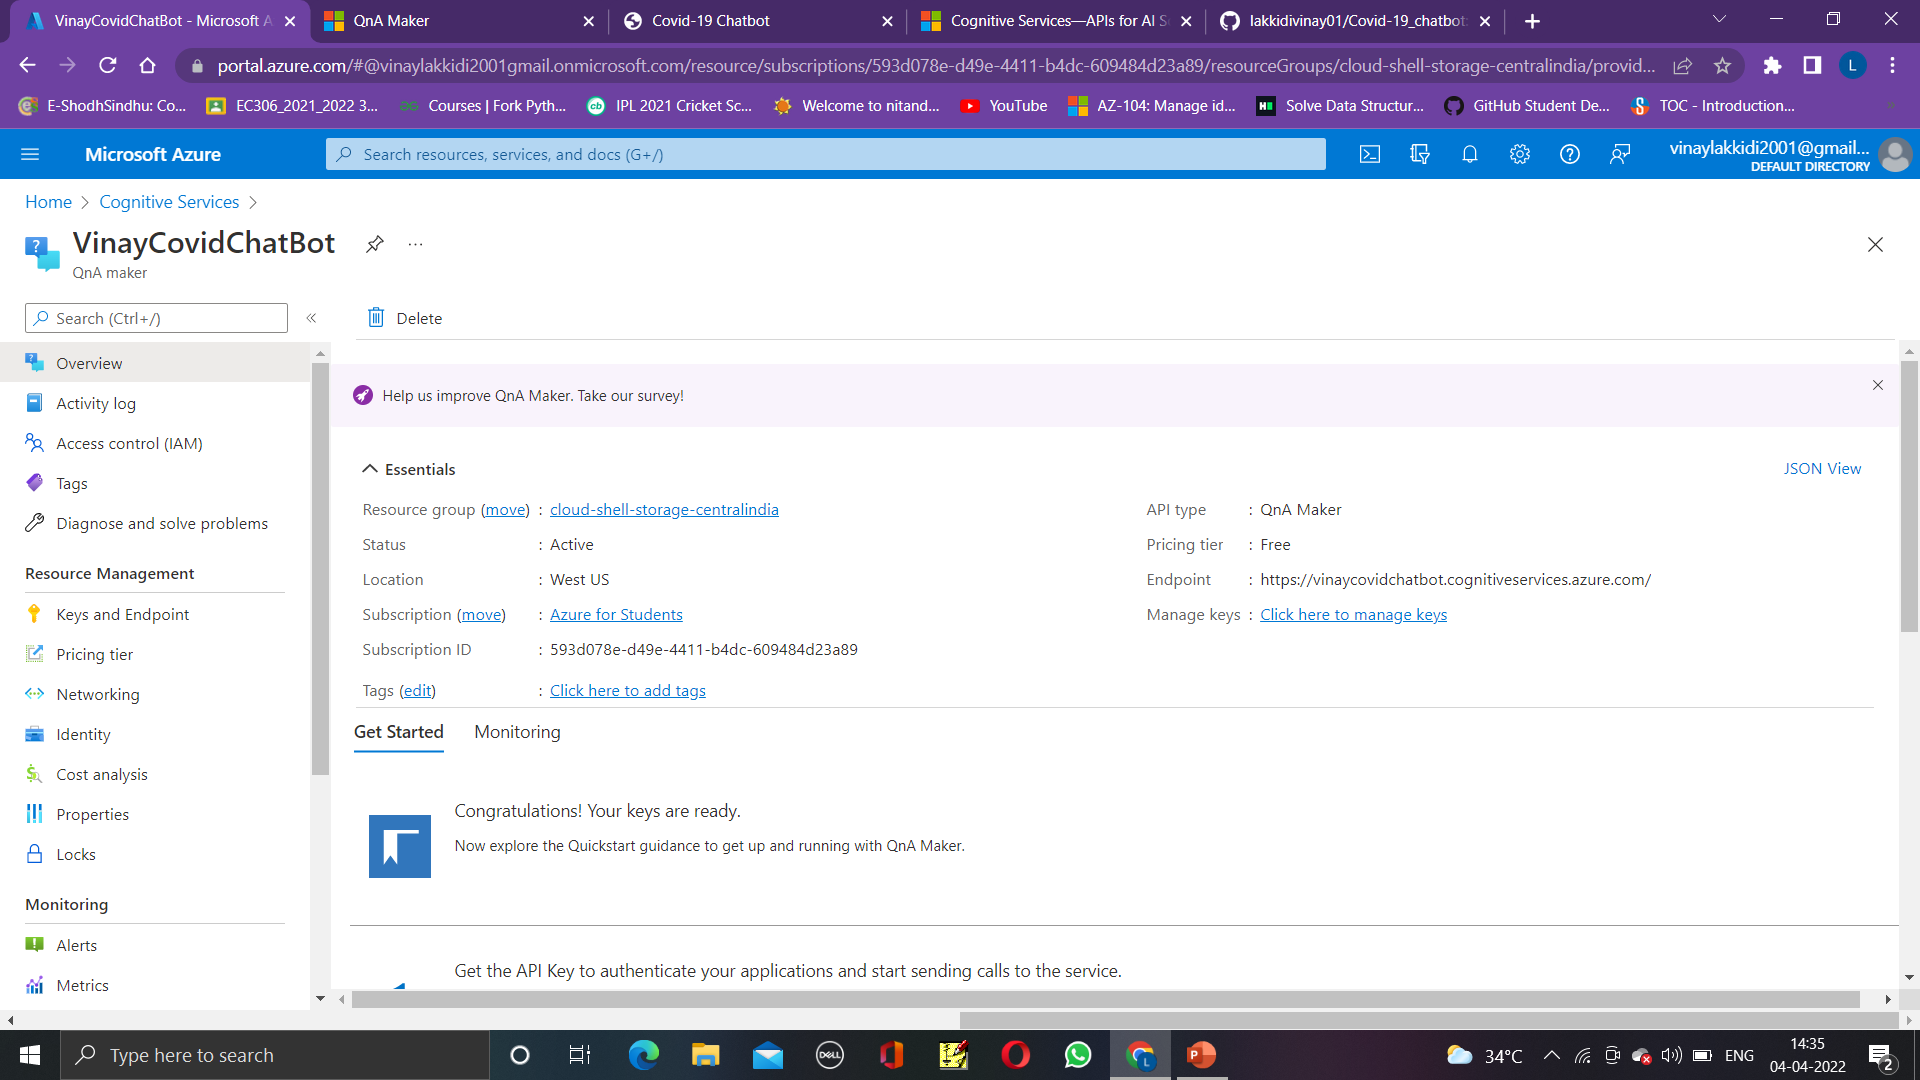 VinayCovidChatBot - Microsoft A
QnA Maker
Covid-19 Chatbot
Cognitive Services—APIs for AI S
lakkidivinay01/Covid-19_chatbot:
portal.azure.com/#@vinaylakkidi2001gmail.onmicrosoft.com/resource/subscriptions/593d078e-d49e-4411-b4dc-609484d23a89/resourceGroups/cloud-shell-storage-centralindia/provid...
L
E-ShodhSindhu: Co...
EC306_2021_2022 3...
Courses | Fork Pyth...
IPL 2021 Cricket Sc...
Welcome to nitand...
YouTube
AZ-104: Manage id...
Solve Data Structur...
GitHub Student De...
TOC - Introduction...
Microsoft Azure
Search resources, services, and docs (G+/)
vinaylakkidi2001@gmail....
DEFAULT DIRECTORY
Home > Cognitive Services >
VinayCovidChatBot
QnA maker
Search (Ctrl+/)
Delete
Overview
Activity log
Access control (IAM)
Tags
Diagnose and solve problems
Resource Management
Keys and Endpoint
Pricing tier
Networking
Identity
Cost analysis
Properties
Locks
Monitoring
Alerts
Metrics
Help us improve QnA Maker. Take our survey!
Essentials
JSON View
Resource group (move) : cloud-shell-storage-centralindia
Status : Active
Location : West US
Subscription (move) : Azure for Students
Subscription ID : 593d078e-d49e-4411-b4dc-609484d23a89
Tags (edit) : Click here to add tags
API type : QnA Maker
Pricing tier : Free
Endpoint : https://vinaycovidchatbot.cognitiveservices.azure.com/
Manage keys : Click here to manage keys
Get Started
Monitoring
Congratulations! Your keys are ready.
Now explore the Quickstart guidance to get up and running with QnA Maker.
Get the API Key to authenticate your applications and start sending calls to the service.
Type here to search
DELL
L
P
34°C
ENG
14:35
04-04-2022
2